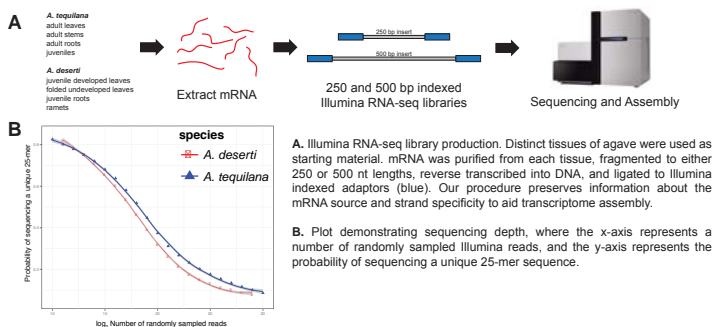 A
A. tequilana
adult leaves
adult stems
adult roots
juveniles
A. deserti
juvenile developed leaves
folded undeveloped leaves
juvenile roots
ramets
Extract mRNA
250 bp insert
500 bp insert
250 and 500 bp indexed
Illumina RNA-seq libraries
Sequencing and Assembly
B
species
A. deserti
A. tequilana
Probability of sequencing a unique 25-mer
10
log, Number of randomly sampled reads
A. Illumina RNA-seq library production. Distinct tissues of agave were used as
starting material. mRNA was purified from each tissue, fragmented to either
250 or 500 nt lengths, reverse transcribed into DNA, and ligated to Illumina
indexed adaptors (blue). Our procedure preserves information about the
mRNA source and strand specificity to aid transcriptome assembly.
B. Plot demonstrating sequencing depth, where the x-axis represents a
number of randomly sampled Illumina reads, and the y-axis represents the
probability of sequencing a unique 25-mer sequence.